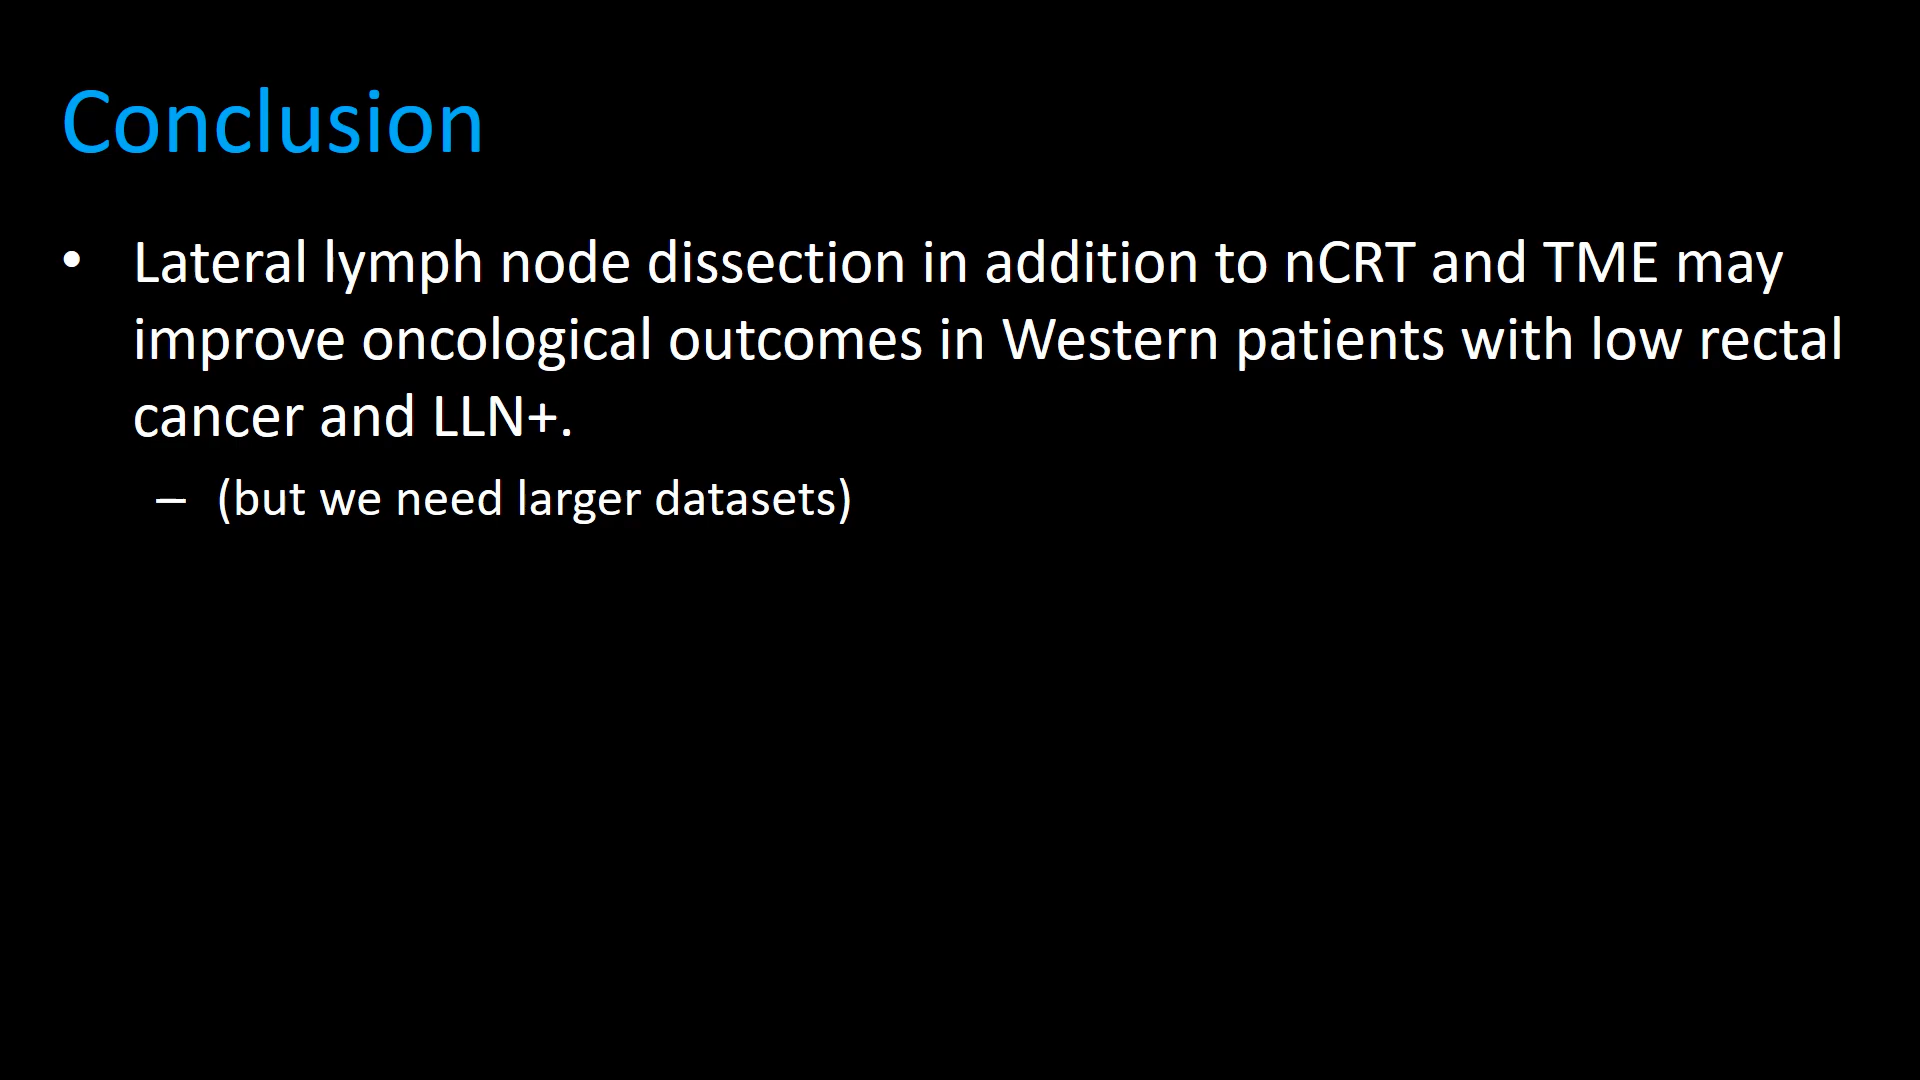 Conclusion
• Lateral lymph node dissection in addition to nCRT and TME may
improve oncological outcomes in Western patients with low rectal
cancer and LLN+.
– (but we need larger datasets)